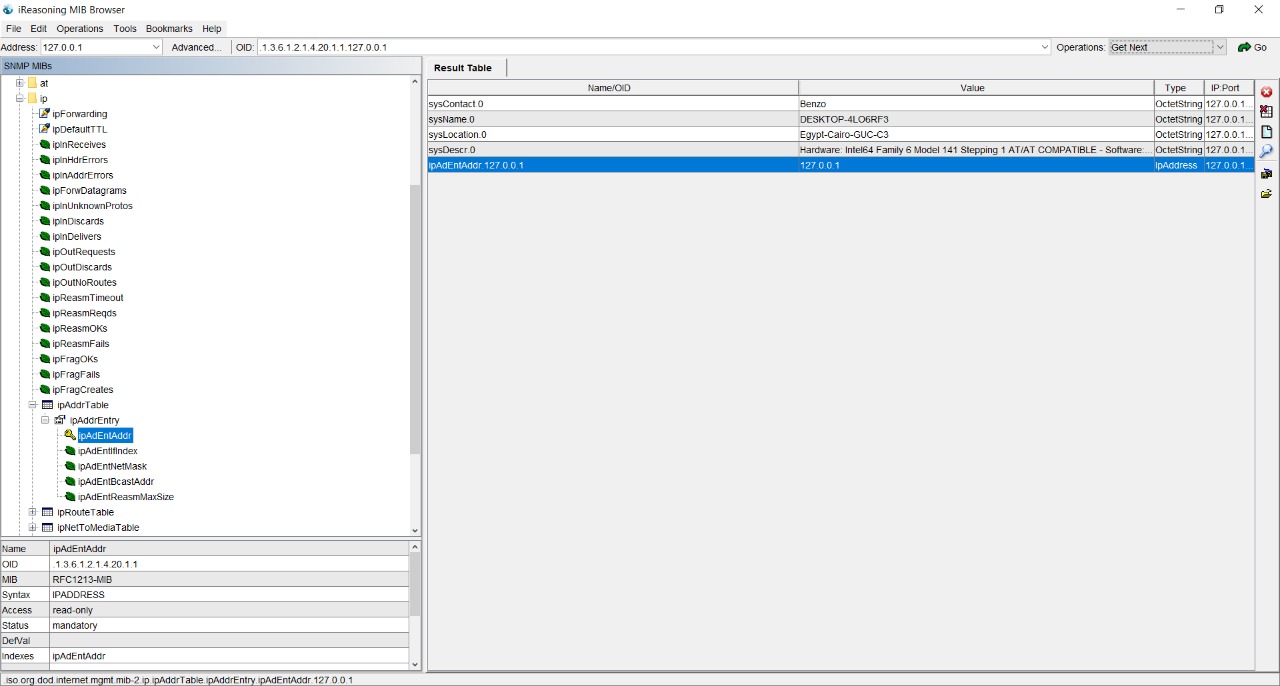 iReasoning MIB Browser
File Edit Operations Tools Bookmarks Help
Address: 127.0.0.1 Advanced... OID: .1.3.6.1.2.1.4.20.1.1.127.0.0.1 Operations: Get Next Go
SNMP MIBs
at
ip
ipForwarding
ipDefaultTTL
ipInReceives
ipInHdrErrors
ipInAddrErrors
ipForwDatagrams
ipInUnknownProtos
ipInDiscards
ipInDelivers
ipOutRequests
ipOutDiscards
ipOutNoRoutes
ipReasmTimeout
ipReasmReqds
ipReasmOKs
ipReasmFails
ipFragOKs
ipFragFails
ipFragCreates
ipAddrTable
ipAddrEntry
ipAdEntAddr
ipAdEntIfIndex
ipAdEntNetMask
ipAdEntBcastAddr
ipAdEntReasmMaxSize
ipRouteTable
ipNetToMediaTable
Name ipAdEntAddr
OID .1.3.6.1.2.1.4.20.1.1
MIB RFC1213-MIB
Syntax IPADDRESS
Access read-only
Status mandatory
DefVal
Indexes ipAdEntAddr
Result Table
Name/OID Value Type IP:Port
sysContact.0 Benzo OctetString 127.0.0.1...
sysName.0 DESKTOP-4LO6RF3 OctetString 127.0.0.1...
sysLocation.0 Egypt-Cairo-GUC-C3 OctetString 127.0.0.1...
sysDescr.0 Hardware: Intel64 Family 6 Model 141 Stepping 1 AT/AT COMPATIBLE - Software:... OctetString 127.0.0.1...
ipAdEntAddr.127.0.0.1 127.0.0.1 IpAddress 127.0.0.1...
.iso.org.dod.internet.mgmt.mib-2.ip.ipAddrTable.ipAddrEntry.ipAdEntAddr.127.0.0.1